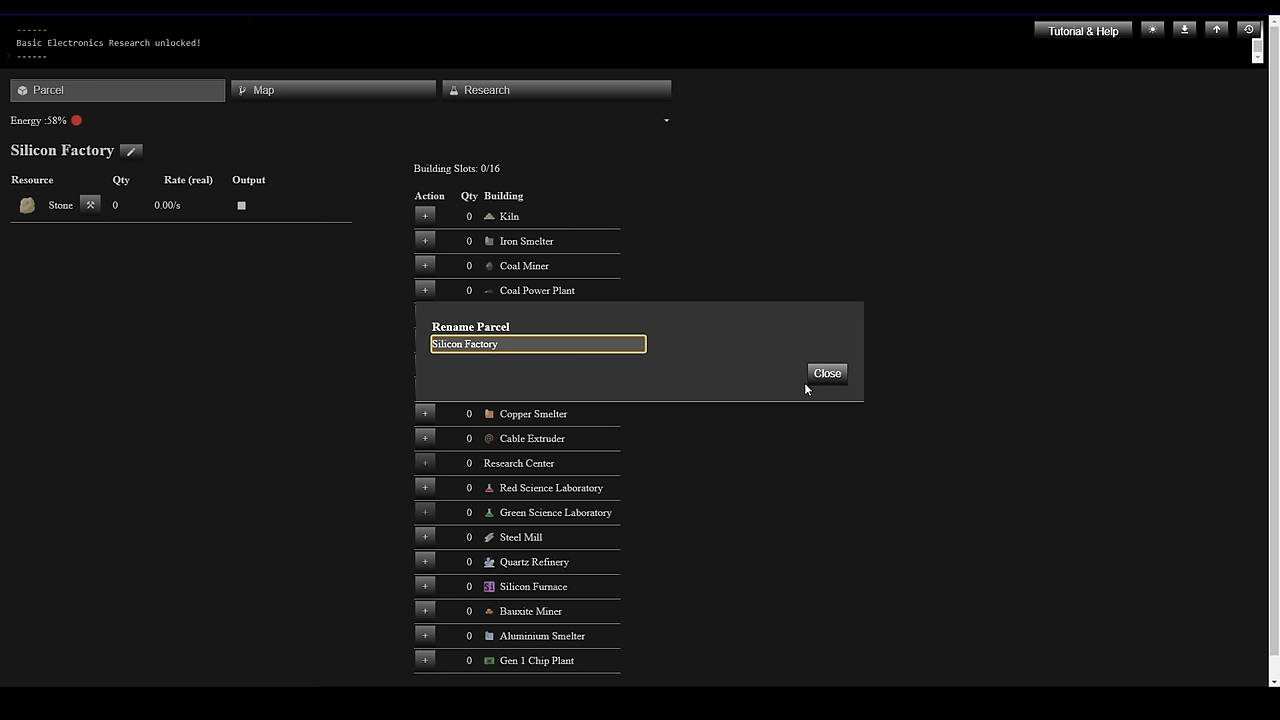 ------
Basic Electronics Research unlocked!
------
Tutorial & Help
Parcel
Map
Research
Energy :58%
Silicon Factory
Resource Qty Rate (real) Output
Stone 0 0.00/s
Building Slots: 0/16
Action Qty Building
+ 0 Kiln
+ 0 Iron Smelter
+ 0 Coal Miner
+ 0 Coal Power Plant
Rename Parcel
Silicon Factory
Close
+ 0 Copper Smelter
+ 0 Cable Extruder
+ 0 Research Center
+ 0 Red Science Laboratory
+ 0 Green Science Laboratory
+ 0 Steel Mill
+ 0 Quartz Refinery
+ 0 Si Silicon Furnace
+ 0 Bauxite Miner
+ 0 Aluminium Smelter
+ 0 Gen 1 Chip Plant